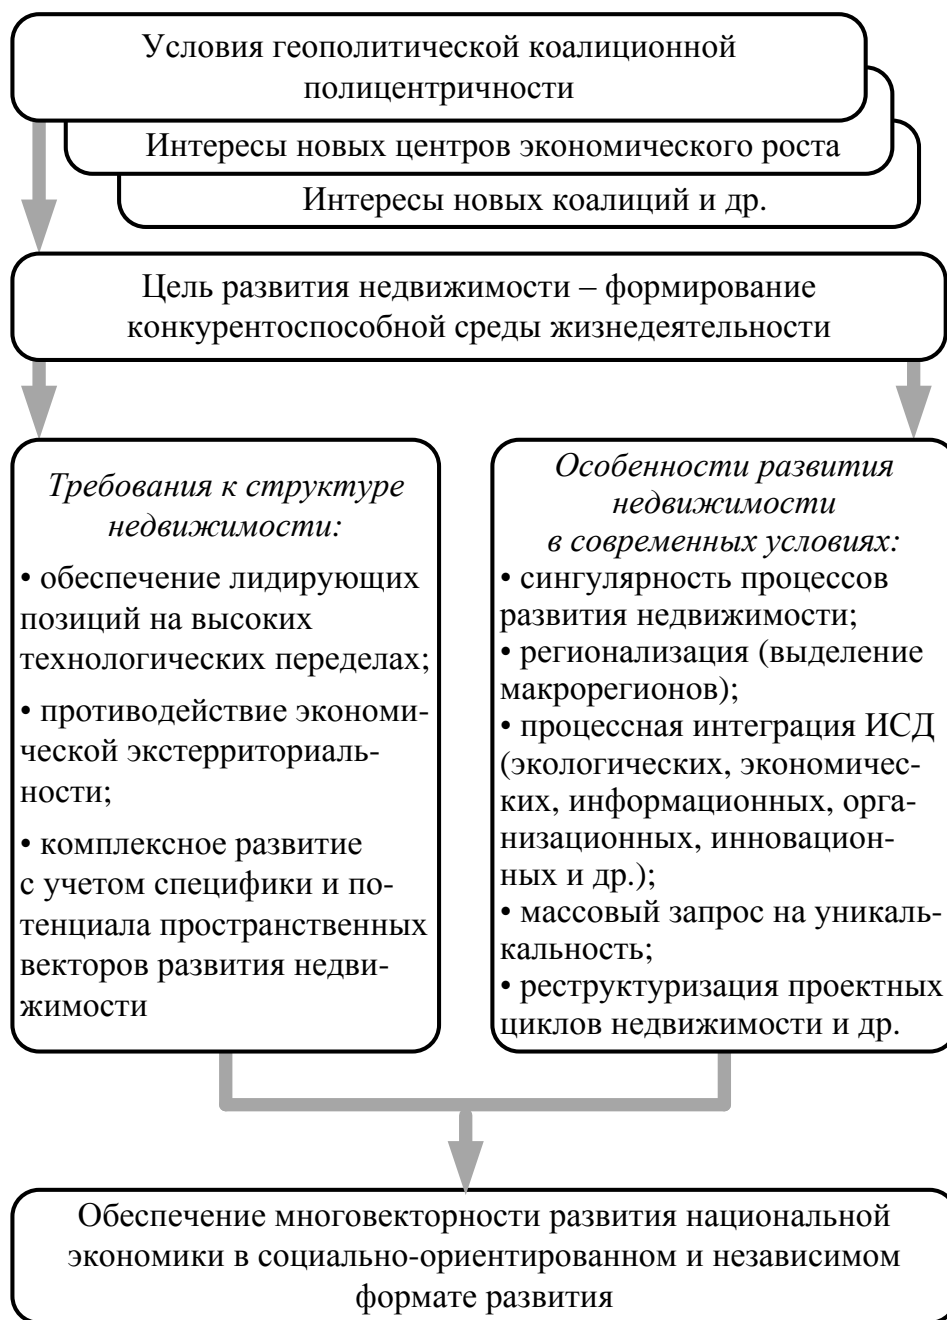 Условия геополитической коалиционной
полицентричности
Интересы новых центров экономического роста
Интересы новых коалиций и др.
Цель развития недвижимости – формирование
конкурентоспособной среды жизнедеятельности
Требования к структуре
недвижимости:
• обеспечение лидирующих
позиций на высоких
технологических переделах;
• противодействие экономи-
ческой экстерриториаль-
ности;
• комплексное развитие
с учетом специфики и по-
тенциала пространственных
векторов развития недви-
жимости
Особенности развития
недвижимости
в современных условиях:
• сингулярность процессов
развития недвижимости;
• регионализация (выделение
макрорегионов);
• процессная интеграция ИСД
(экологических, экономичес-
ких, информационных, орга-
низационных, инновацион-
ных и др.);
• массовый запрос на уникаль-
кальность;
• реструктуризация проектных
циклов недвижимости и др.
Обеспечение многовекторности развития национальной
экономики в социально-ориентированном и независимом
формате развития